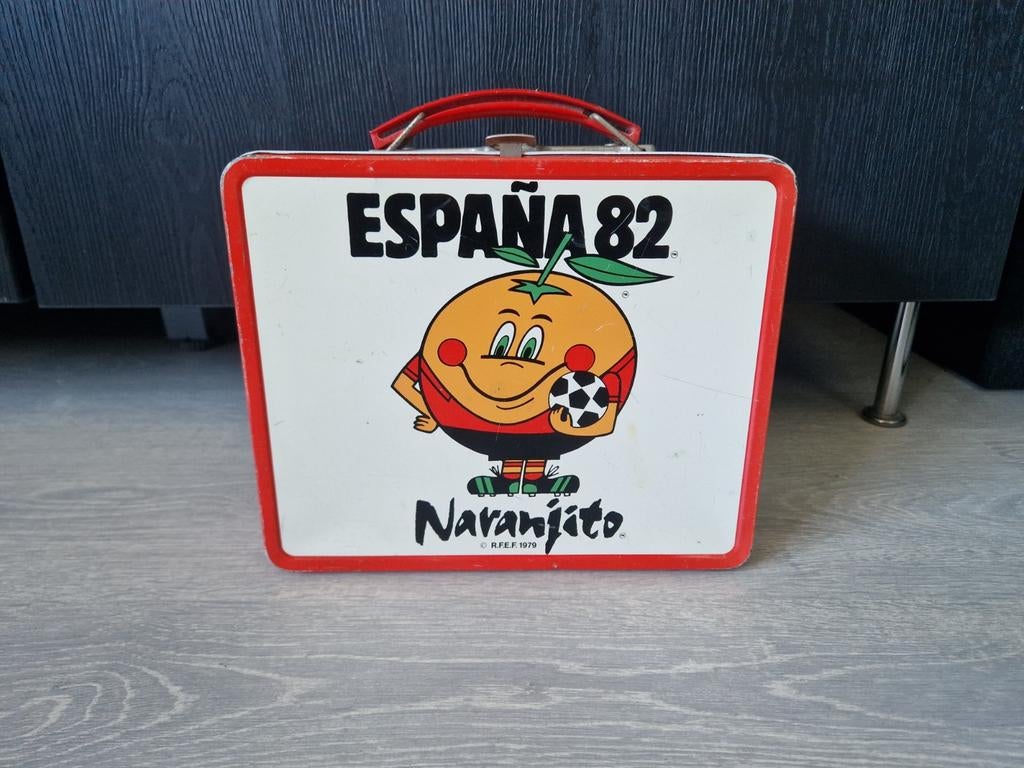 ESPAÑA 82
Naranjito
© R.F.E.F. 1979